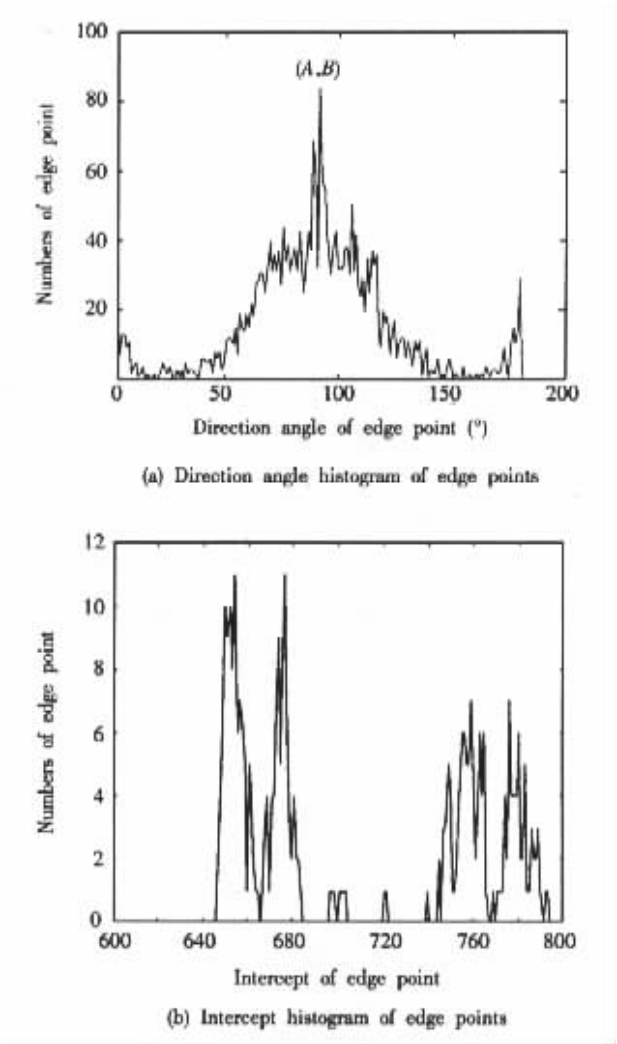 100
80
60
40
20
(A.B)
Numbers of edge point
0 50 100 150 200
Direction angle of edge point (°)
(a) Direction angle histogram of edge points
12
10
8
6
4
2
0
Numbers of edge point
600 640 680 720 760 800
Intercept of edge point
(b) Intercept histogram of edge points